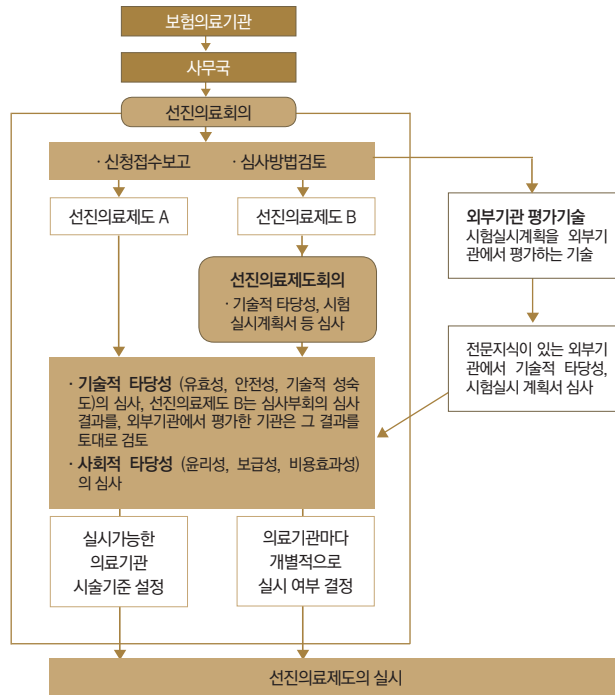 보험의료기관
사무국
선진의료회의
· 신청접수보고 · 심사방법검토
선진의료제도 A
선진의료제도 B
외부기관 평가기술
시험실시계획을 외부기
관에서 평가하는 기술
선진의료제도회의
· 기술적 타당성, 시험
실시계획서 등 심사
전문지식이 있는 외부기
관에서 기술적 타당성,
시험실시 계획서 심사
· 기술적 타당성 (유효성, 안전성, 기술적 성숙
도)의 심사, 선진의료제도 B는 심사부회의 심사
결과를, 외부기관에서 평가한 기관은 그 결과를
토대로 검토
· 사회적 타당성 (윤리성, 보급성, 비용효과성)
의 심사
실시가능한
의료기관
시술기준 설정
의료기관마다
개별적으로
실시 여부 결정
선진의료제도의 실시